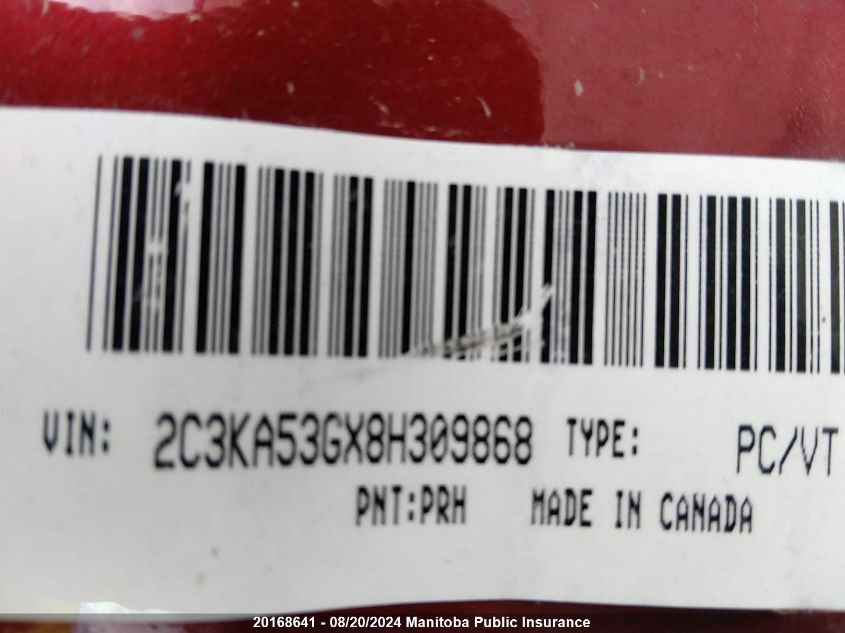 VIN: 2C3KA53GX8H309868 TYPE: PC/VT
PNT:PRH MADE IN CANADA
20168641 - 08/20/2024 Manitoba Public Insurance